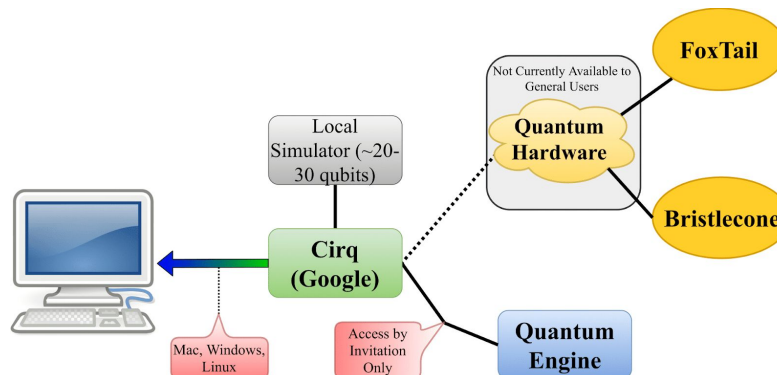 FoxTail
Not Currently Available to
General Users
Quantum
Hardware
Local
Simulator (~20-
30 qubits)
Bristlecone
Cirq
(Google)
Mac, Windows,
Linux
Access by
Invitation
Only
Quantum
Engine